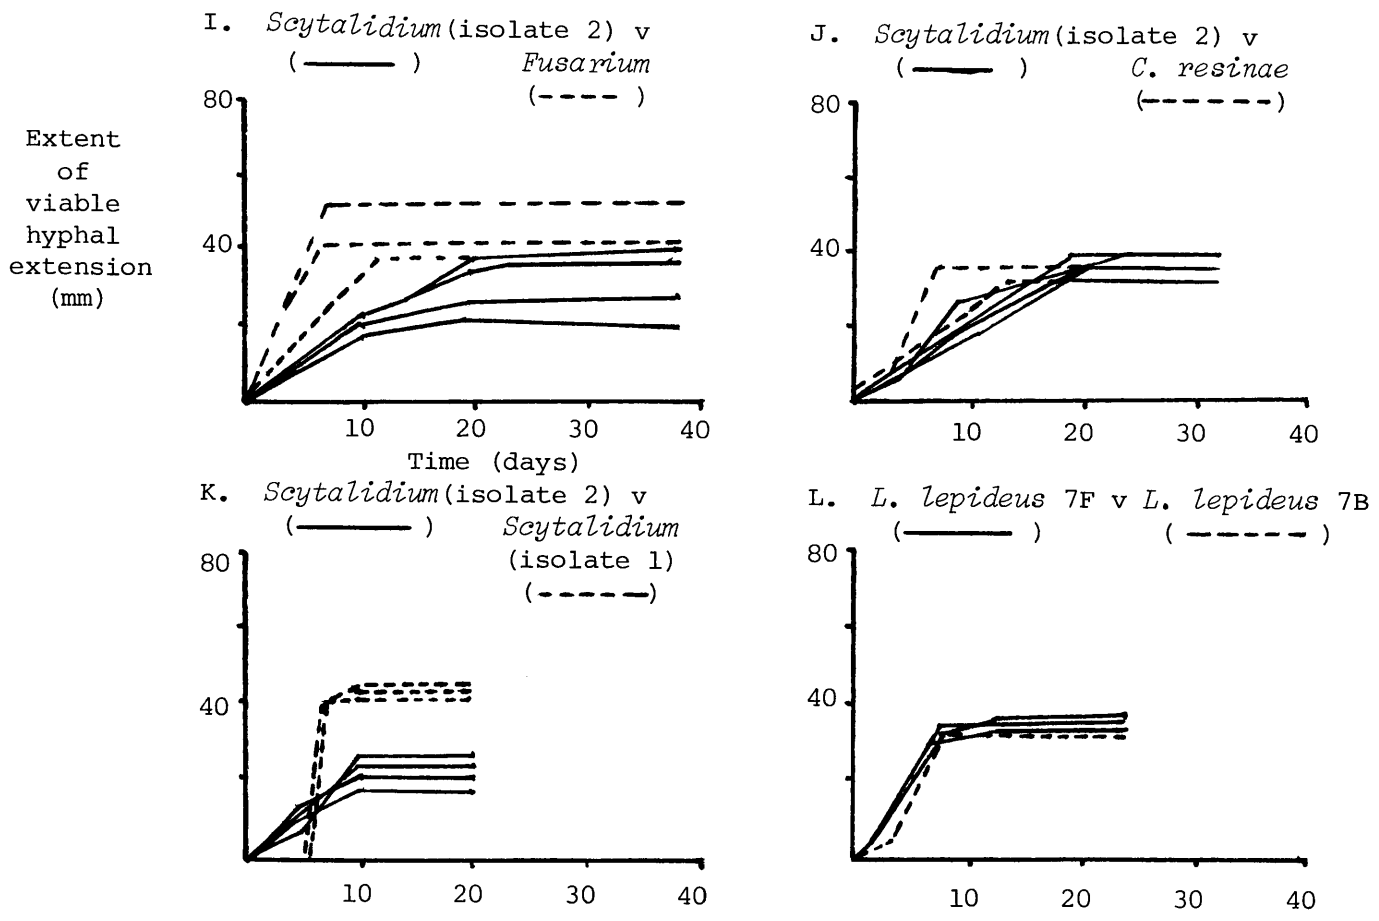 I. Scytalidium (isolate 2) v
( ) Fusarium
( )
80
Extent
of
viable
hyphal
extension
(mm)
40
10 20 30 40
Time (days)
J. Scytalidium (isolate 2) v
( ) C. resinae
( )
80
40
10 20 30 40
K. Scytalidium (isolate 2) v
( ) Scytalidium
(isolate 1)
( )
80
40
10 20 30 40
L. L. lepideus 7F v L. lepideus 7B
( ) ( )
80
40
10 20 30 40